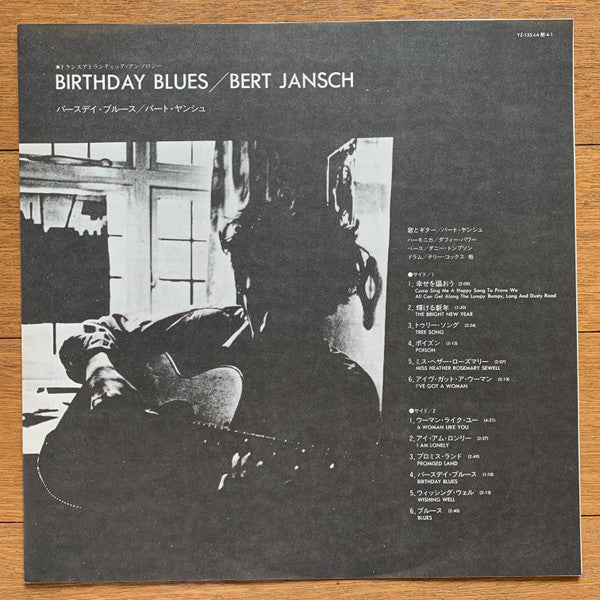 YZ-155-LA 新4-1
■トランスアトランティック・アンソロジー
BIRTHDAY BLUES／BERT JANSCH
バースデイ・ブルース／バート・ヤンシュ
歌とギター／バート・ヤンシュ
ハーモニカ／ダフィー・パワー
ベース／ダニー・トンプソン
ドラム／テリー・コックス 他
●サイド／1
1. 幸せを謳おう (2:00)
Come Sing Me A Happy Song To Prove We
All Can Get Along The Lumpy Bumpy, Long And Dusty Road
2. 輝ける新年 (1:30)
THE BRIGHT NEW YEAR
3. トゥリー・ソング (2:34)
TREE SONG
4. ポイズン (3:13)
POISON
5. ミス・ヘザー・ローズマリー (2:07)
MISS HEATHER ROSEMARY SEWELL
6. アイヴ・ガット・ア・ウーマン (5:13)
I'VE GOT A WOMAN
●サイド／2
1. ウーマン・ライク・ユー (4:21)
A WOMAN LIKE YOU
2. アイ・アム・ロンリー (2:37)
I AM LONELY
3. プロミス・ランド (2:49)
PROMISED LAND
4. バースデイ・ブルース (1:10)
BIRTHDAY BLUES
5. ウィッシング・ウェル (2:13)
WISHING WELL
6. ブルース (2:40)
BLUES